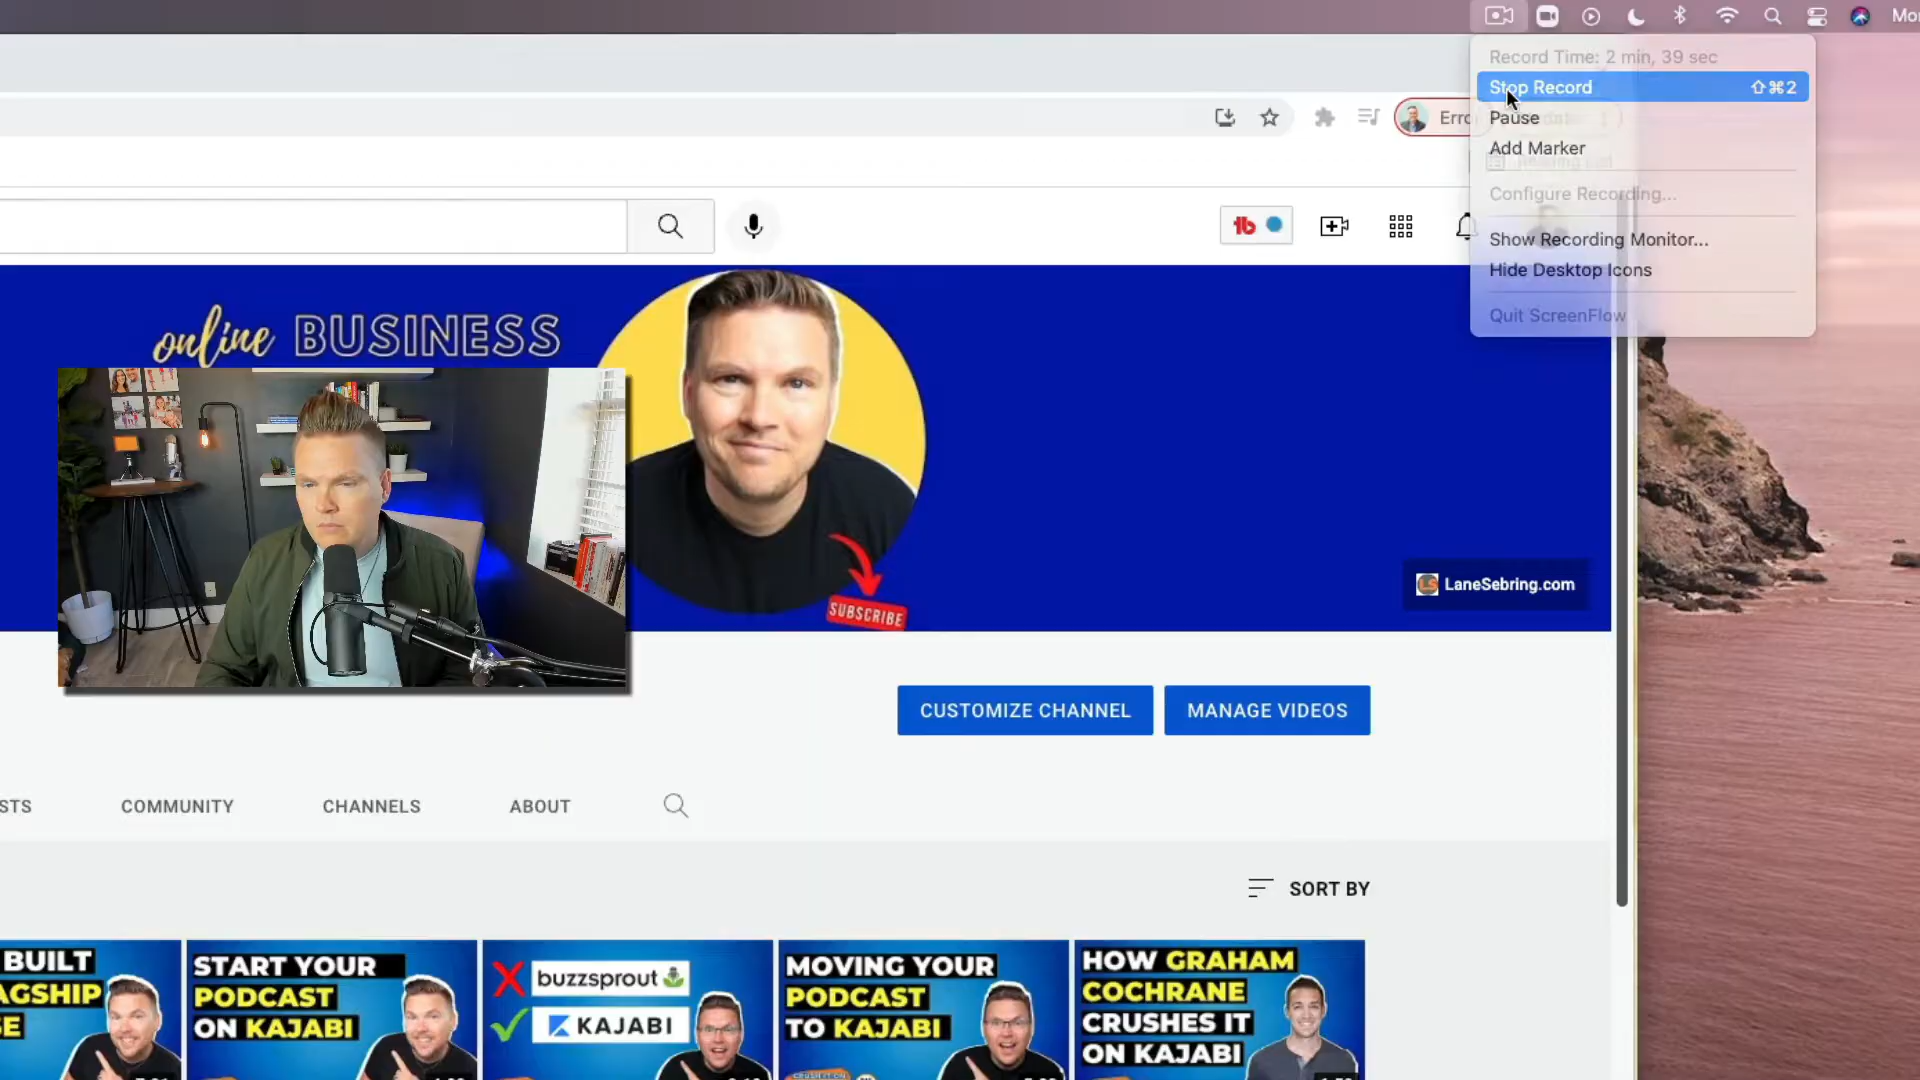 Mo
Record Time: 2 min, 39 sec
Stop Record ⇧⌘2
Erro
Pause
Add Marker
Configure Recording...
Show Recording Monitor...
Hide Desktop Icons
Quit ScreenFlow
online BUSINESS
SUBSCRIBE
LaneSebring.com
CUSTOMIZE CHANNEL
MANAGE VIDEOS
STS
COMMUNITY
CHANNELS
ABOUT
SORT BY
BUILT
AGSHIP
SE
START YOUR
PODCAST
ON KAJABI
buzzsprout
KAJABI
MOVING YOUR
PODCAST
TO KAJABI
HOW GRAHAM
COCHRANE
CRUSHES IT
ON KAJABI